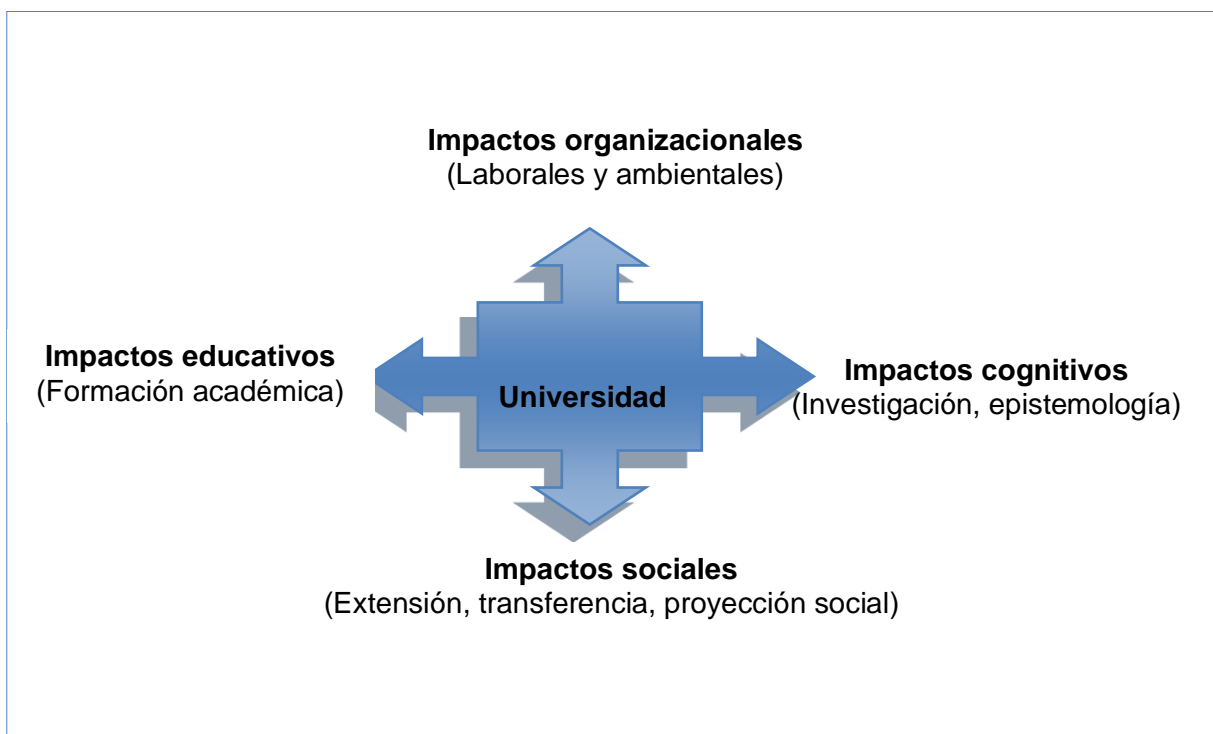 Impactos organizacionales
(Laborales y ambientales)
Impactos educativos
(Formación académica)
Universidad
Impactos cognitivos
(Investigación, epistemología)
Impactos sociales
(Extensión, transferencia, proyección social)